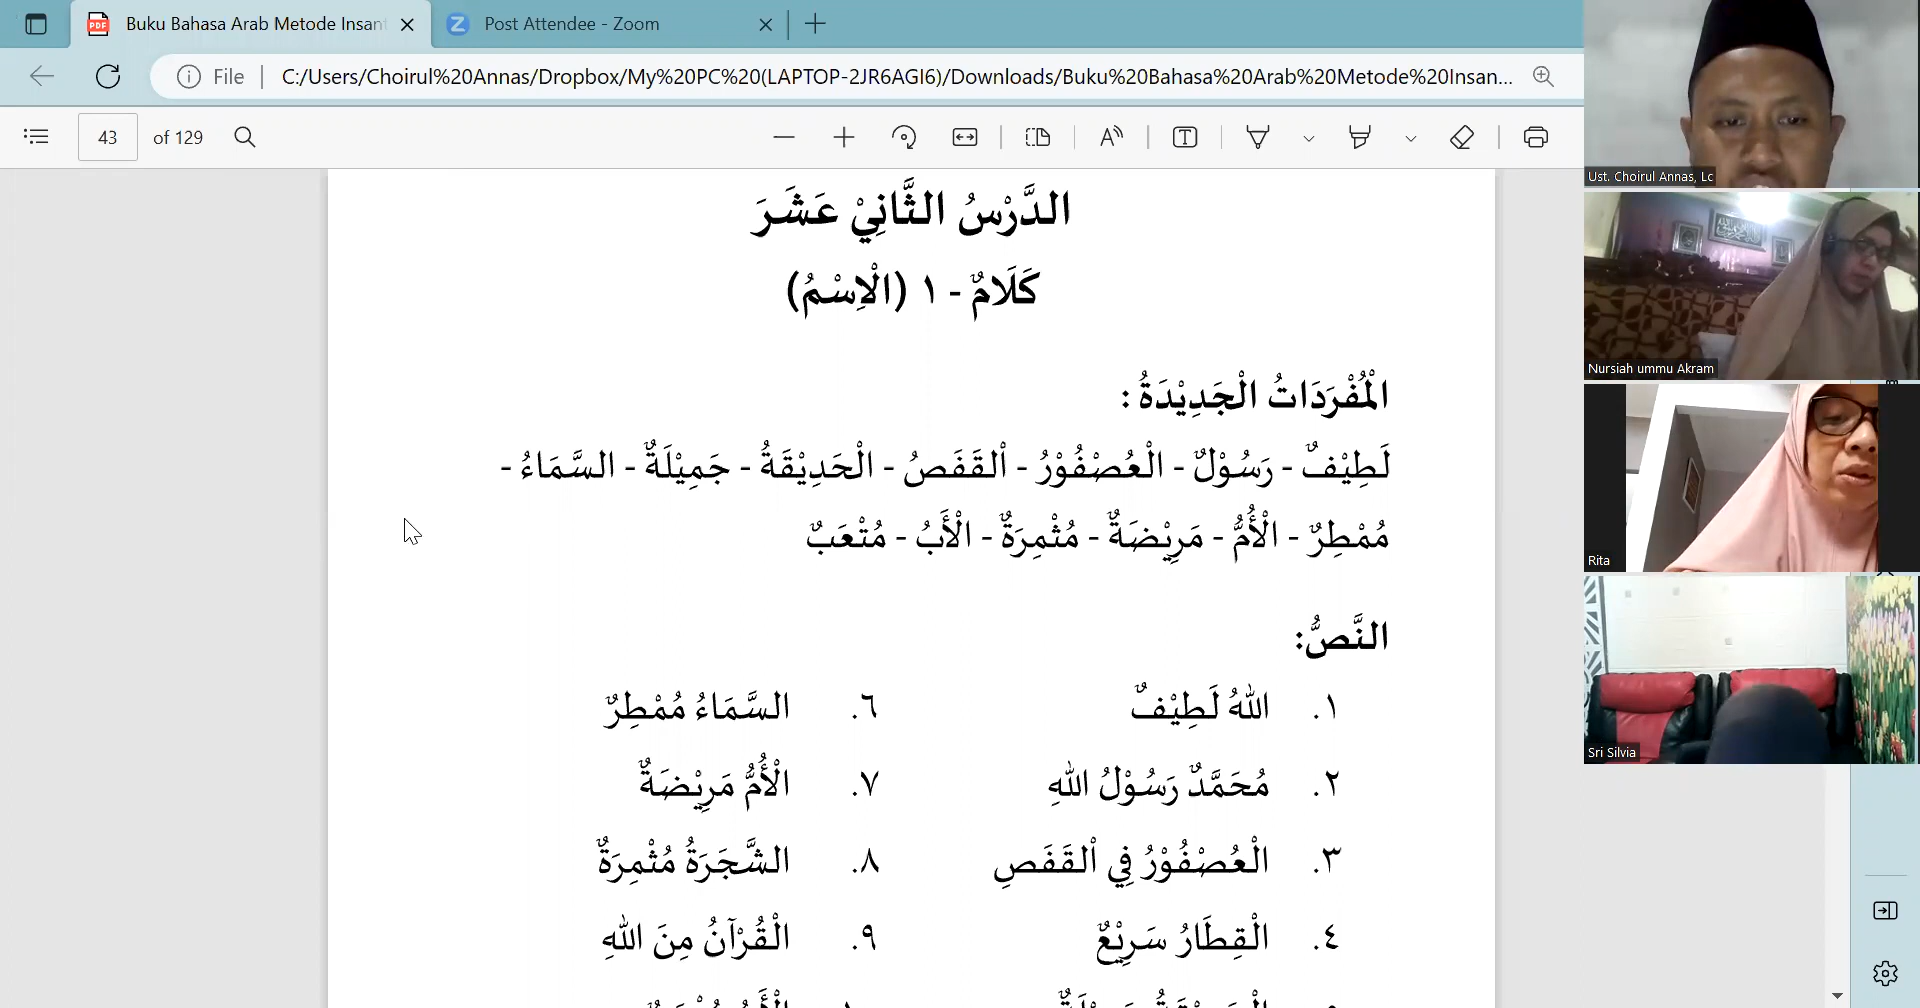 Buku Bahasa Arab Metode Insan
Post Attendee - Zoom
File
C:/Users/Choirul%20Annas/Dropbox/My%20PC%20(LAPTOP-2JR6AGI6)/Downloads/Buku%20Bahasa%20Arab%20Metode%20Insan...
43 of 129
الدَّرْسُ الثَّانِيْ عَشَرَ
كَلَامٌ - ١ (الْاِسْمُ)
الْمُفْرَدَاتُ الْجَدِيْدَةُ :
لَطِيْفٌ - رَسُوْلٌ - الْعُصْفُوْرُ - اْلقَفَصُ - الْحَدِيْقَةُ - جَمِيْلَةٌ - السَّمَاءُ -
مُمْطِرٌ - الْأُمُّ - مَرِيْضَةٌ - مُثْمِرَةٌ - الْأَبُ - مُتْعَبٌ
النَّصُّ:
١. اللهُ لَطِيْفٌ
٢. مُحَمَّدٌ رَسُوْلُ اللهِ
٣. الْعُصْفُوْرُ فِي اْلقَفَصِ
٤. الْقِطَارُ سَرِيْعٌ
٦. السَّمَاءُ مُمْطِرٌ
٧. الْأُمُّ مَرِيْضَةٌ
٨. الشَّجَرَةُ مُثْمِرَةٌ
٩. الْقُرْآنُ مِنَ اللهِ
Ust. Choirul Annas, Lc
Nursiah ummu Akram
Rita
Sri Silvia